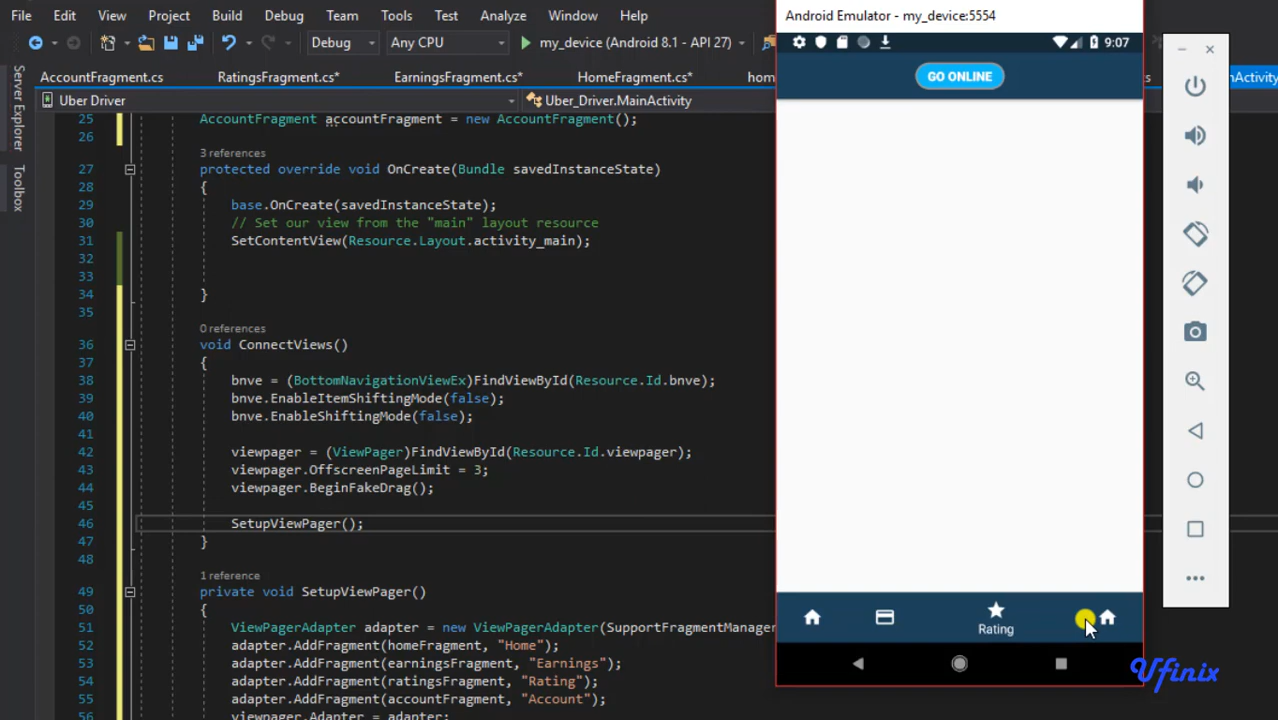 File Edit View Project Build Debug Team Tools Test Analyze Window Help
Debug Any CPU my_device (Android 8.1 - API 27)
AccountFragment.cs RatingsFragment.cs* EarningsFragment.cs* HomeFragment.cs* hom
Uber Driver Uber_Driver.MainActivity
Server Explorer
Toolbox
25 AccountFragment accountFragment = new AccountFragment();
26
3 references
27 protected override void OnCreate(Bundle savedInstanceState)
28 {
29 base.OnCreate(savedInstanceState);
30 // Set our view from the "main" layout resource
31 SetContentView(Resource.Layout.activity_main);
32
33
34 }
35
0 references
36 void ConnectViews()
37 {
38 bnve = (BottomNavigationViewEx)FindViewById(Resource.Id.bnve);
39 bnve.EnableItemShiftingMode(false);
40 bnve.EnableShiftingMode(false);
41
42 viewpager = (ViewPager)FindViewById(Resource.Id.viewpager);
43 viewpager.OffscreenPageLimit = 3;
44 viewpager.BeginFakeDrag();
45
46 SetupViewPager();
47 }
48
1 reference
49 private void SetupViewPager()
50 {
51 ViewPagerAdapter adapter = new ViewPagerAdapter(SupportFragmentManager
52 adapter.AddFragment(homeFragment, "Home");
53 adapter.AddFragment(earningsFragment, "Earnings");
54 adapter.AddFragment(ratingsFragment, "Rating");
55 adapter.AddFragment(accountFragment, "Account");
viewpager.Adapter = adapter;
Android Emulator - my_device:5554
9:07
GO ONLINE
Rating
s
nActivity
Ufinix